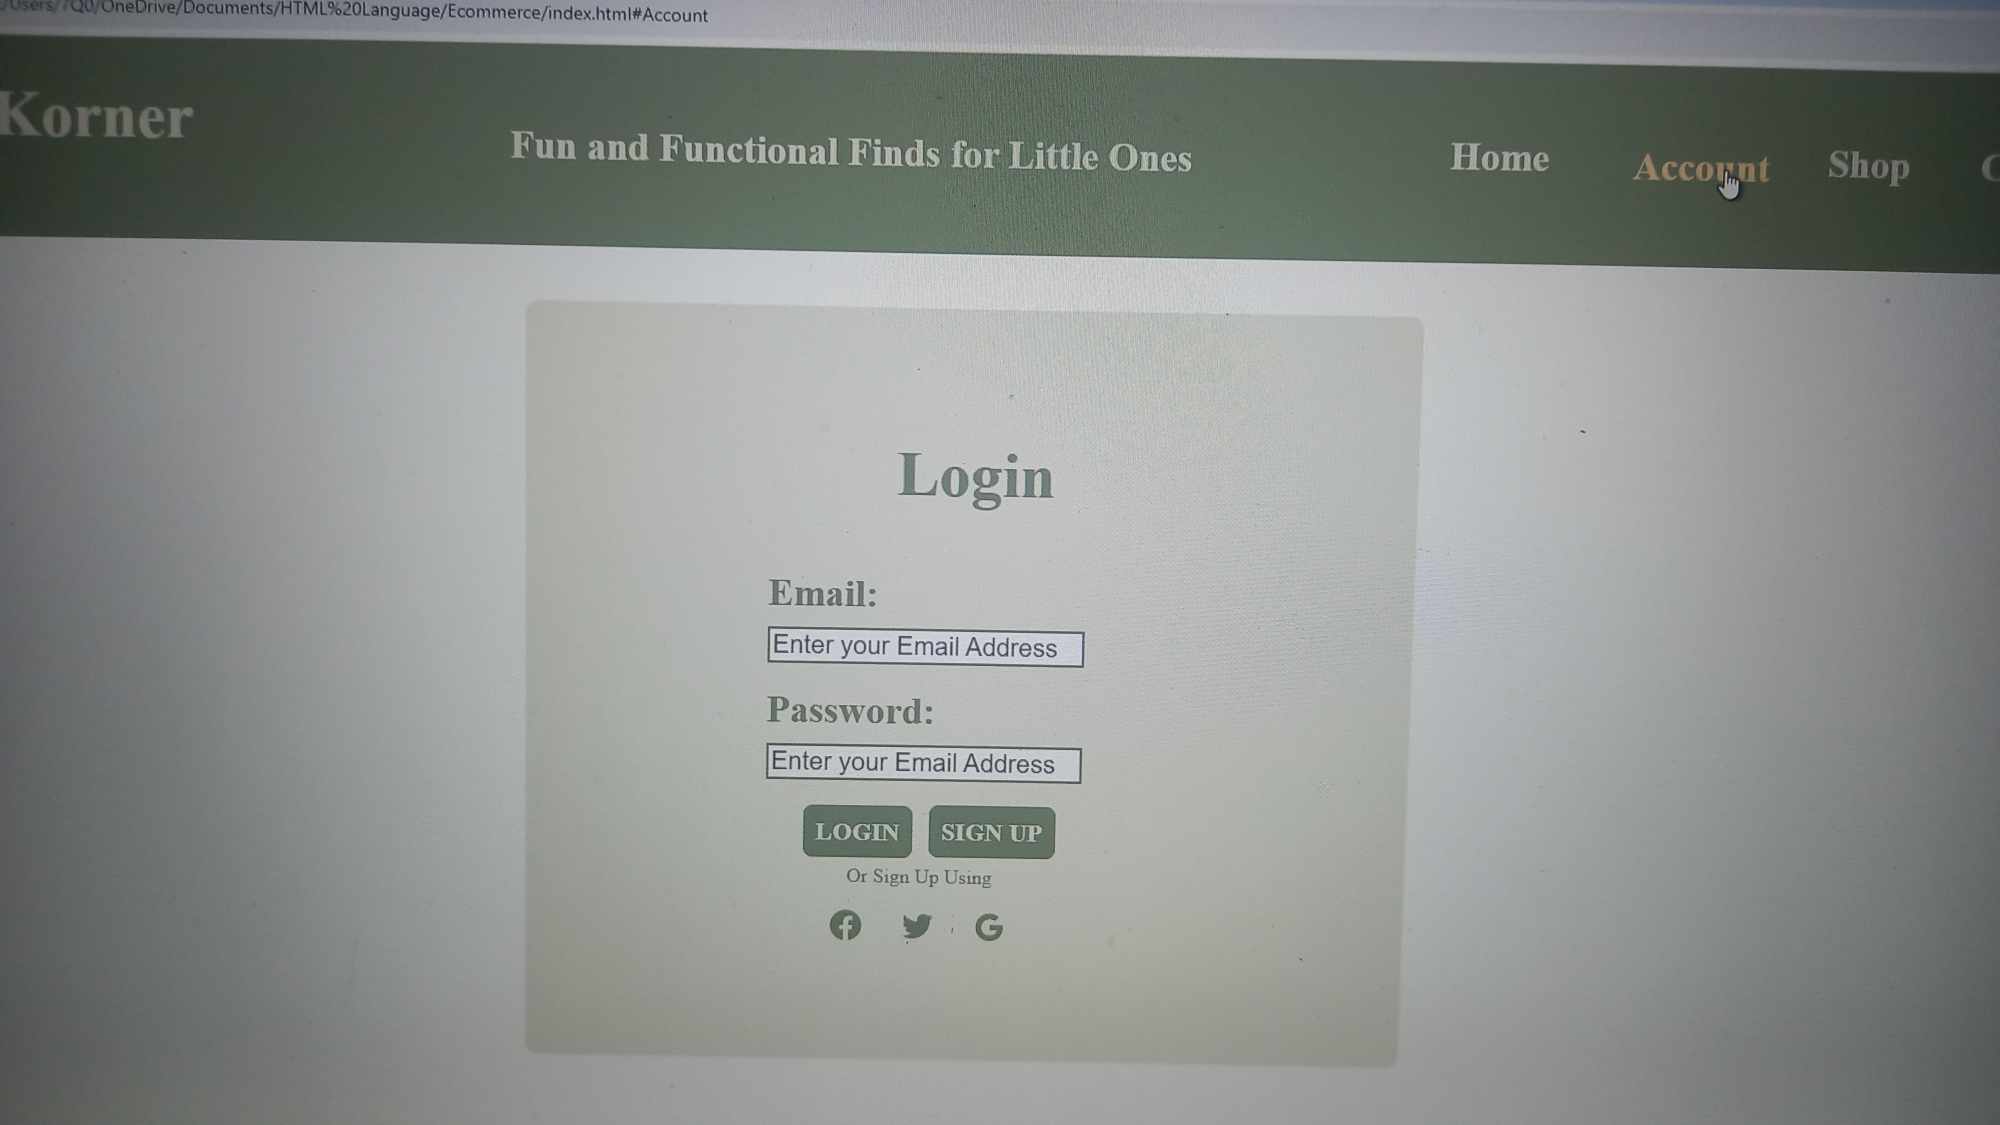 /Users/7Q0/OneDrive/Documents/HTML%20Language/Ecommerce/index.html#Account
Korner
Fun and Functional Finds for Little Ones
Home Account Shop
Login
Email:
Enter your Email Address
Password:
Enter your Email Address
LOGIN SIGN UP
Or Sign Up Using